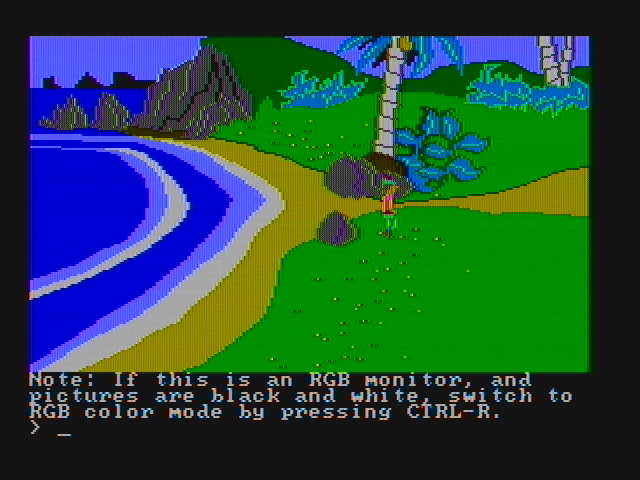 Note: If this is an RGB monitor, and
pictures are black and white, switch to
RGB color mode by pressing CTRL-R.
> _